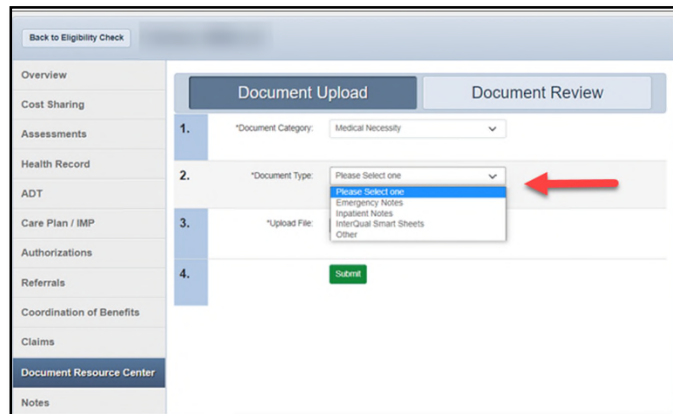 Back to Eligibility Check
Overview
Cost Sharing
Assessments
Health Record
ADT
Care Plan / IMP
Authorizations
Referrals
Coordination of Benefits
Claims
Document Resource Center
Notes
Document Upload
Document Review
1. *Document Category: Medical Necessity
2. *Document Type: Please Select one
Please Select one
Emergency Notes
Inpatient Notes
InterQual Smart Sheets
Other
3. *Upload File:
4. Submit